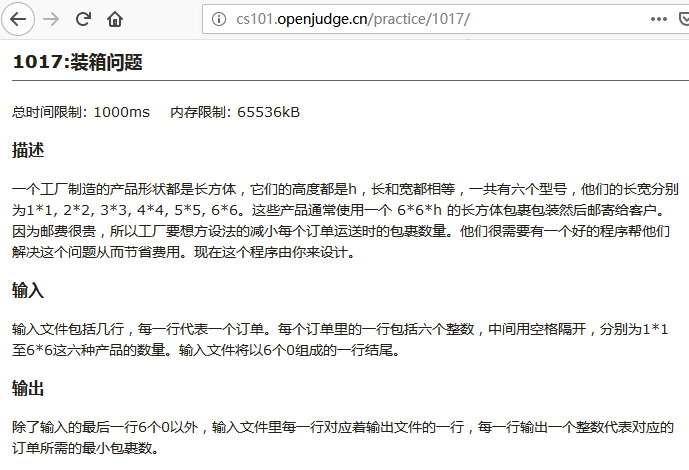 cs101.openjudge.cn/practice/1017/
1017:装箱问题
总时间限制: 1000ms 内存限制: 65536kB
描述
一个工厂制造的产品形状都是长方体，它们的高度都是h，长和宽都相等，一共有六个型号，他们的长宽分别
为1*1, 2*2, 3*3, 4*4, 5*5, 6*6。这些产品通常使用一个 6*6*h 的长方体包裹包装然后邮寄给客户。
因为邮费很贵，所以工厂要想方设法的减小每个订单运送时的包裹数量。他们很需要有一个好的程序帮他们
解决这个问题从而节省费用。现在这个程序由你来设计。
输入
输入文件包括几行，每一行代表一个订单。每个订单里的一行包括六个整数，中间用空格隔开，分别为1*1
至6*6这六种产品的数量。输入文件将以6个0组成的一行结尾。
输出
除了输入的最后一行6个0以外，输入文件里每一行对应着输出文件的一行，每一行输出一个整数代表对应的
订单所需的最小包裹数。